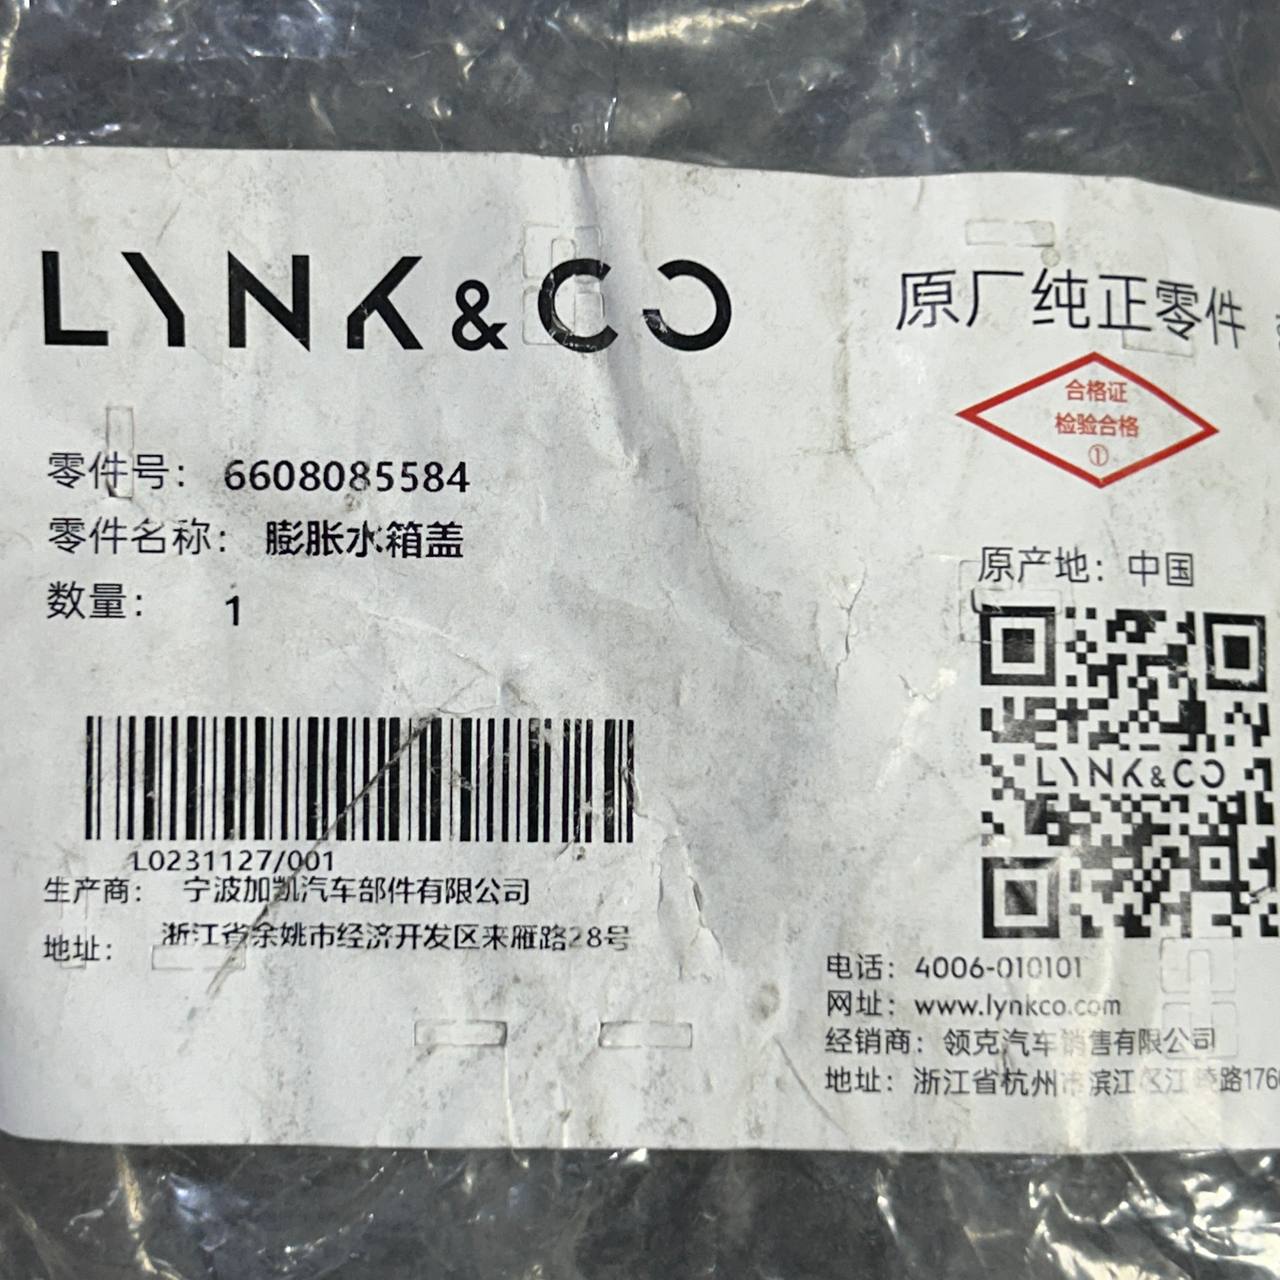 LYNK&CO
原厂纯正零件
合格证
检验合格
①
零件号： 6608085584
零件名称： 膨胀水箱盖
数量： 1
原产地：中国
LYNK&CO
L0231127/001
生产商： 宁波加凯汽车部件有限公司
地址： 浙江省余姚市经济开发区来雁路28号
电话：4006-010101
网址：www.lynkco.com
经销商：领克汽车销售有限公司
地址：浙江省杭州市滨江区江陵路176